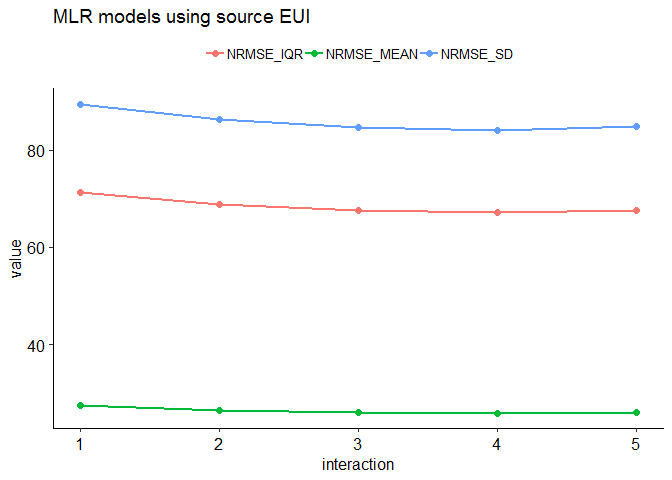 MLR models using source EUI
NRMSE_IQR NRMSE_MEAN NRMSE_SD
80
60
40
value
1 2 3 4 5
interaction